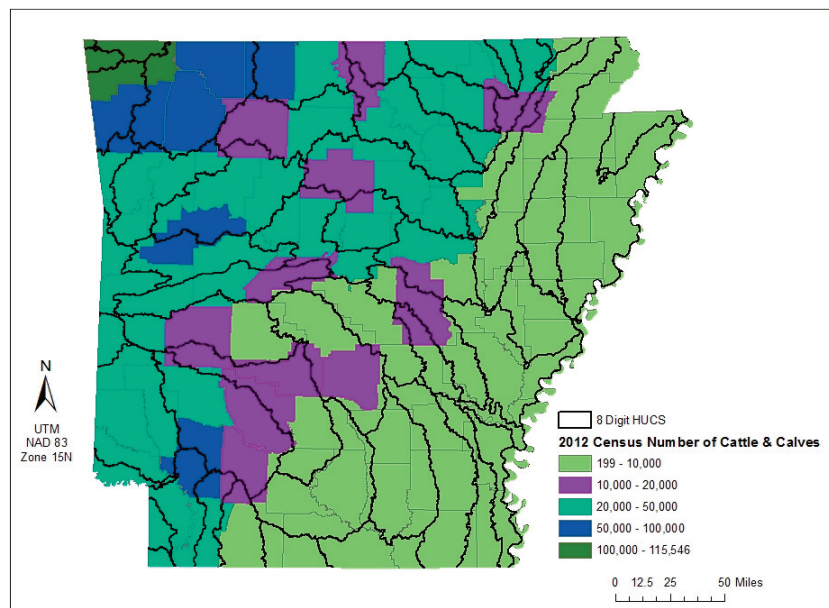 N
UTM
NAD 83
Zone 15N
8 Digit HUCS
2012 Census Number of Cattle & Calves
199 - 10,000
10,000 - 20,000
20,000 - 50,000
50,000 - 100,000
100,000 - 115,546
0 12.5 25 50 Miles